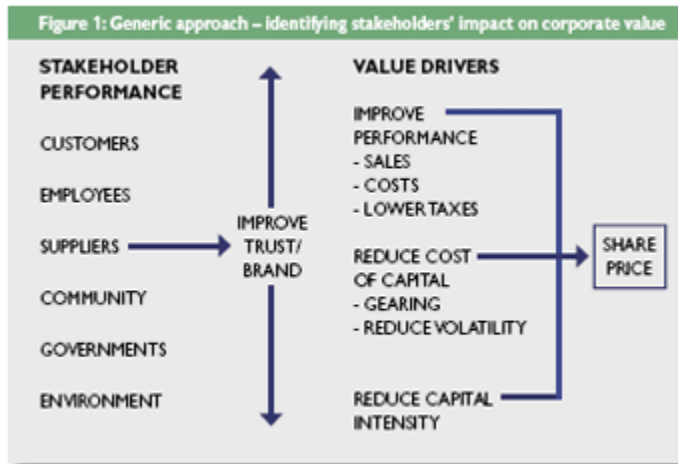 Figure 1: Generic approach – identifying stakeholders' impact on corporate value
STAKEHOLDER
PERFORMANCE
CUSTOMERS
EMPLOYEES
SUPPLIERS
COMMUNITY
GOVERNMENTS
ENVIRONMENT
IMPROVE
TRUST/
BRAND
VALUE DRIVERS
IMPROVE
PERFORMANCE
- SALES
- COSTS
- LOWER TAXES
REDUCE COST
OF CAPITAL
- GEARING
- REDUCE VOLATILITY
REDUCE CAPITAL
INTENSITY
SHARE
PRICE